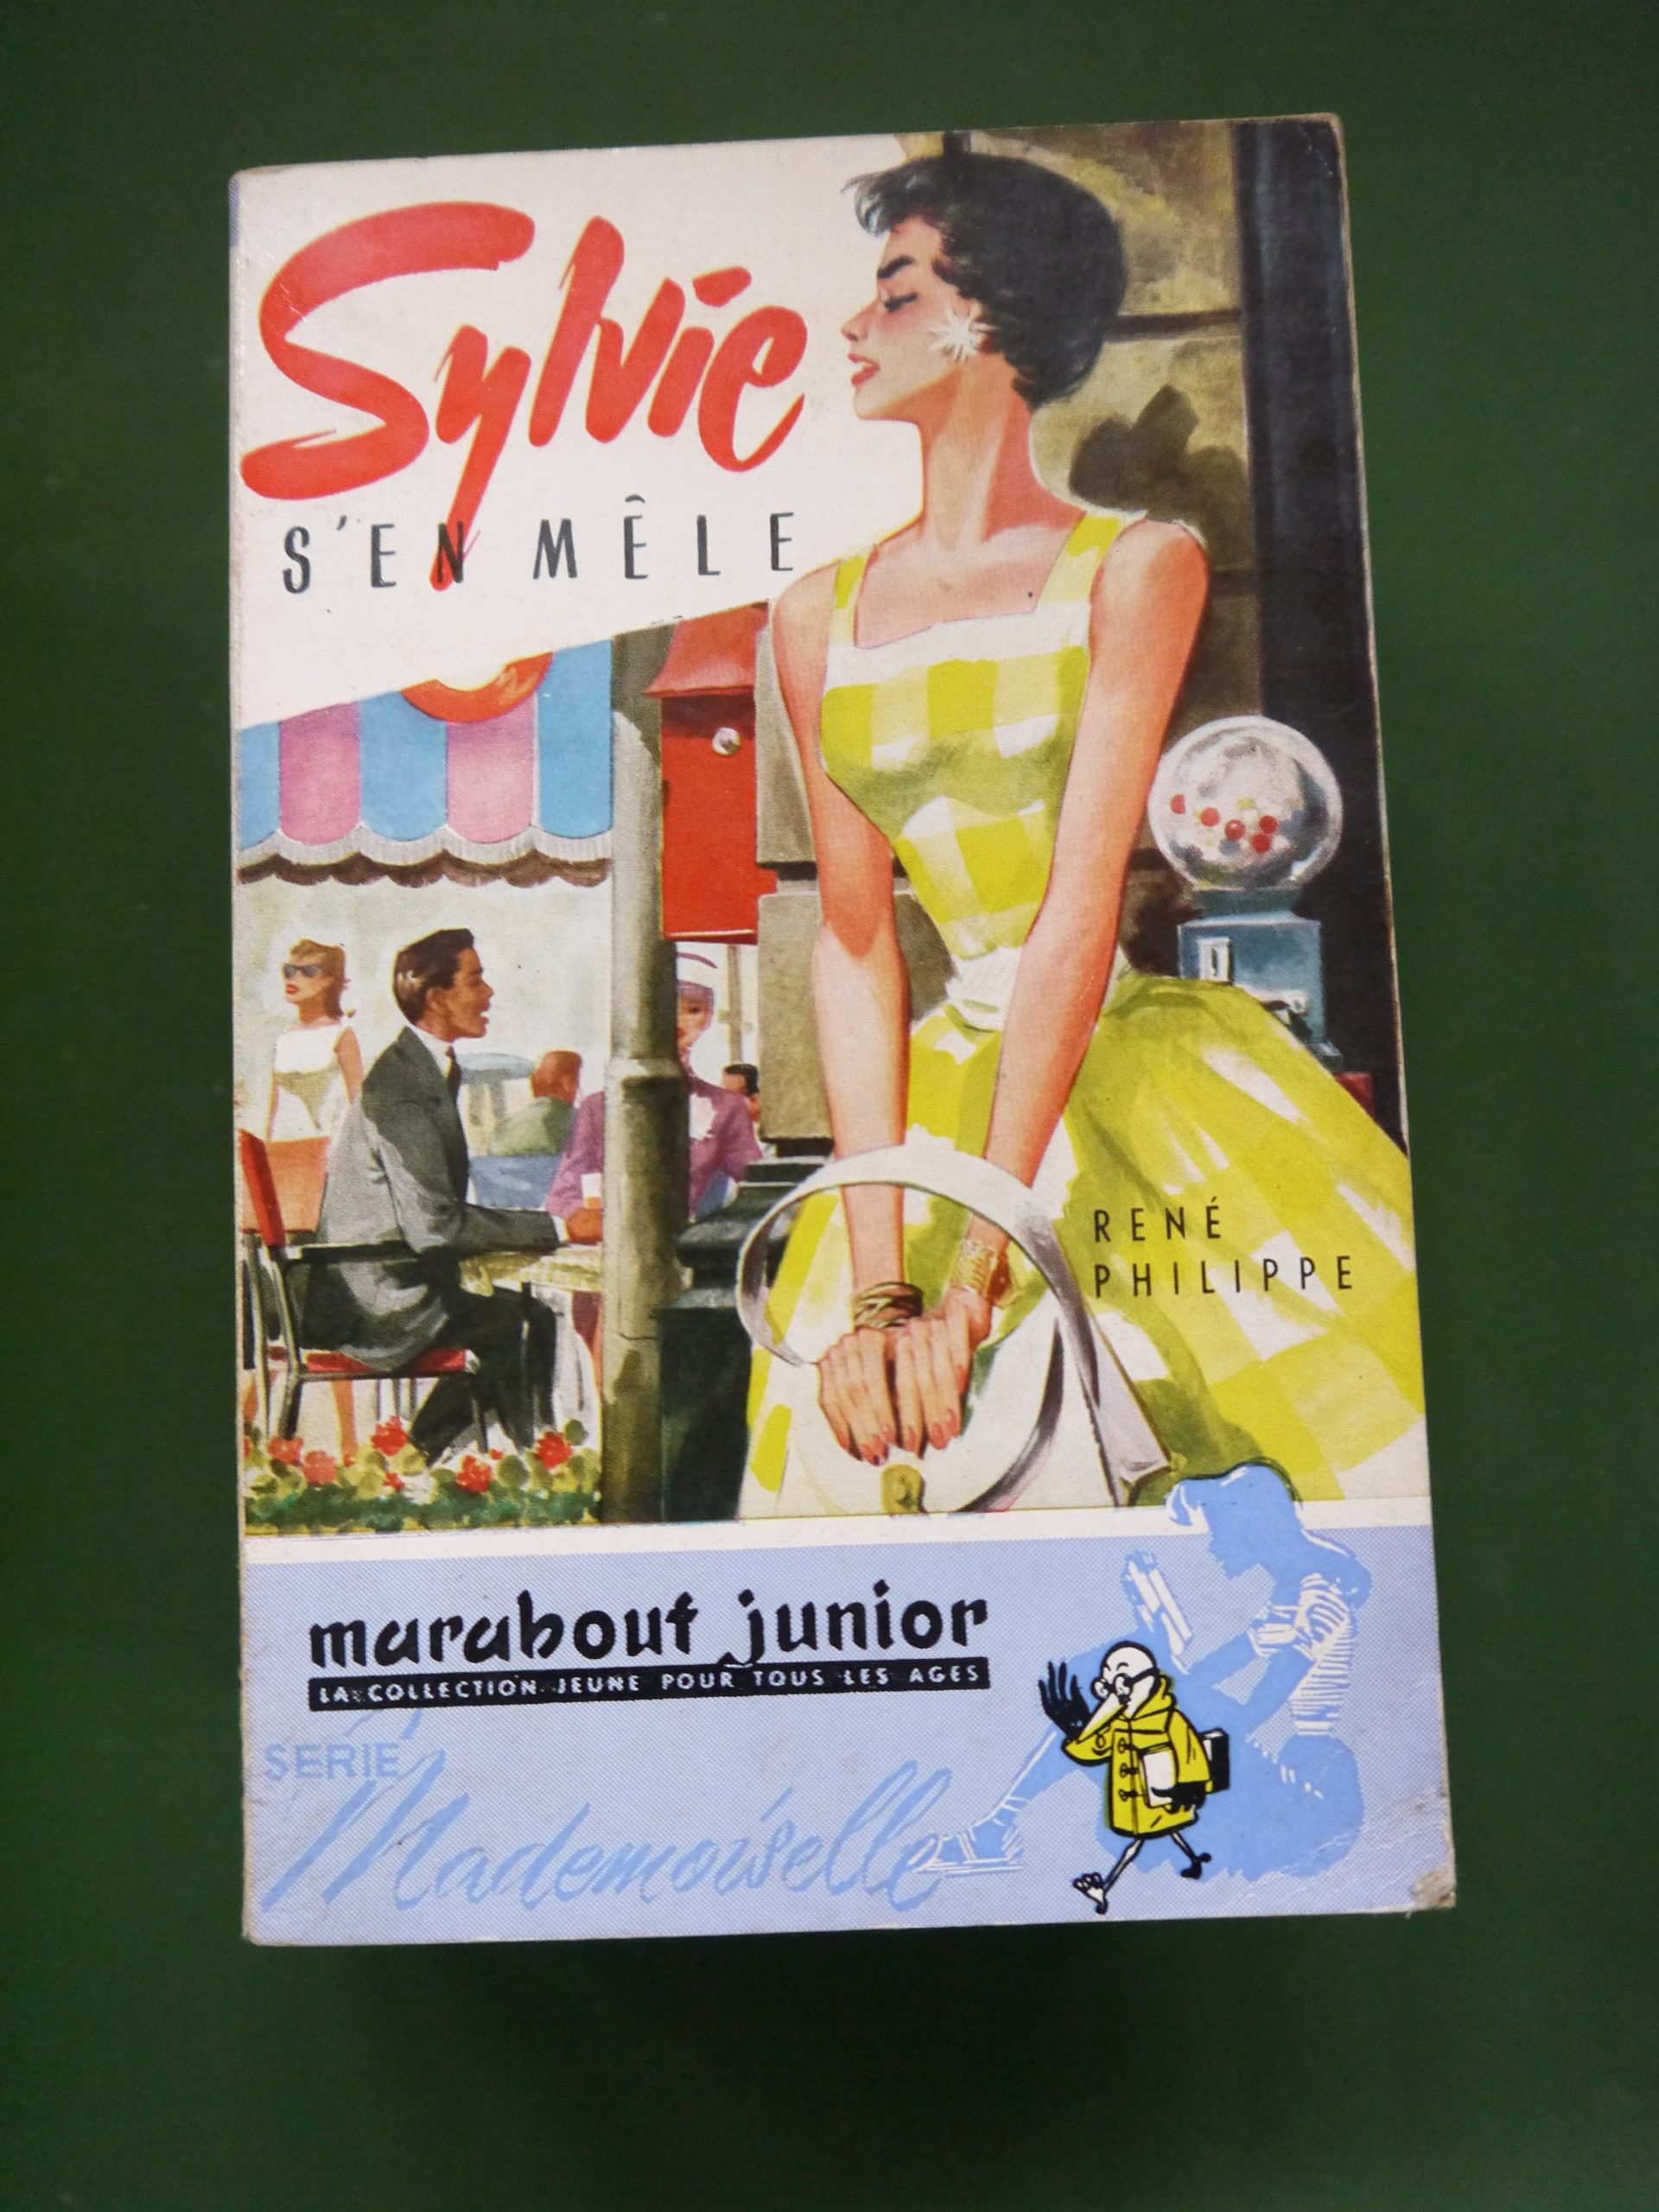 Sylvie
S'EN MÊLE
RENÉ
PHILIPPE
marabout junior
LA COLLECTION JEUNE POUR TOUS LES AGES
SERIE
Mademoiselle